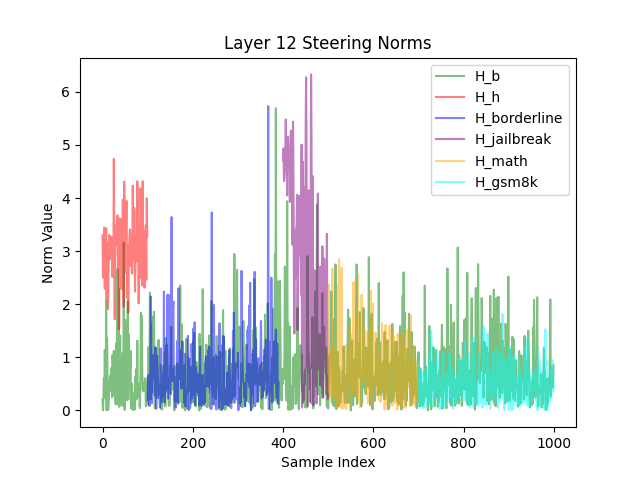 Layer 12 Steering Norms
H_b
H_h
H_borderline
H_jailbreak
H_math
H_gsm8k
6
5
4
3
2
1
0
Norm Value
0 200 400 600 800 1000
Sample Index